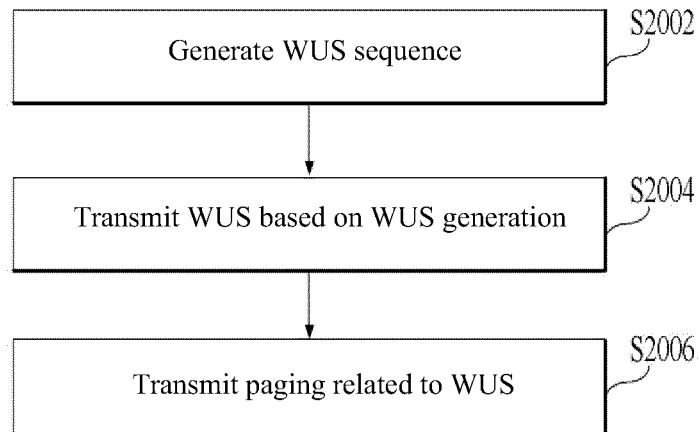 S2002
Generate WUS sequence
S2004
Transmit WUS based on WUS generation
S2006
Transmit paging related to WUS